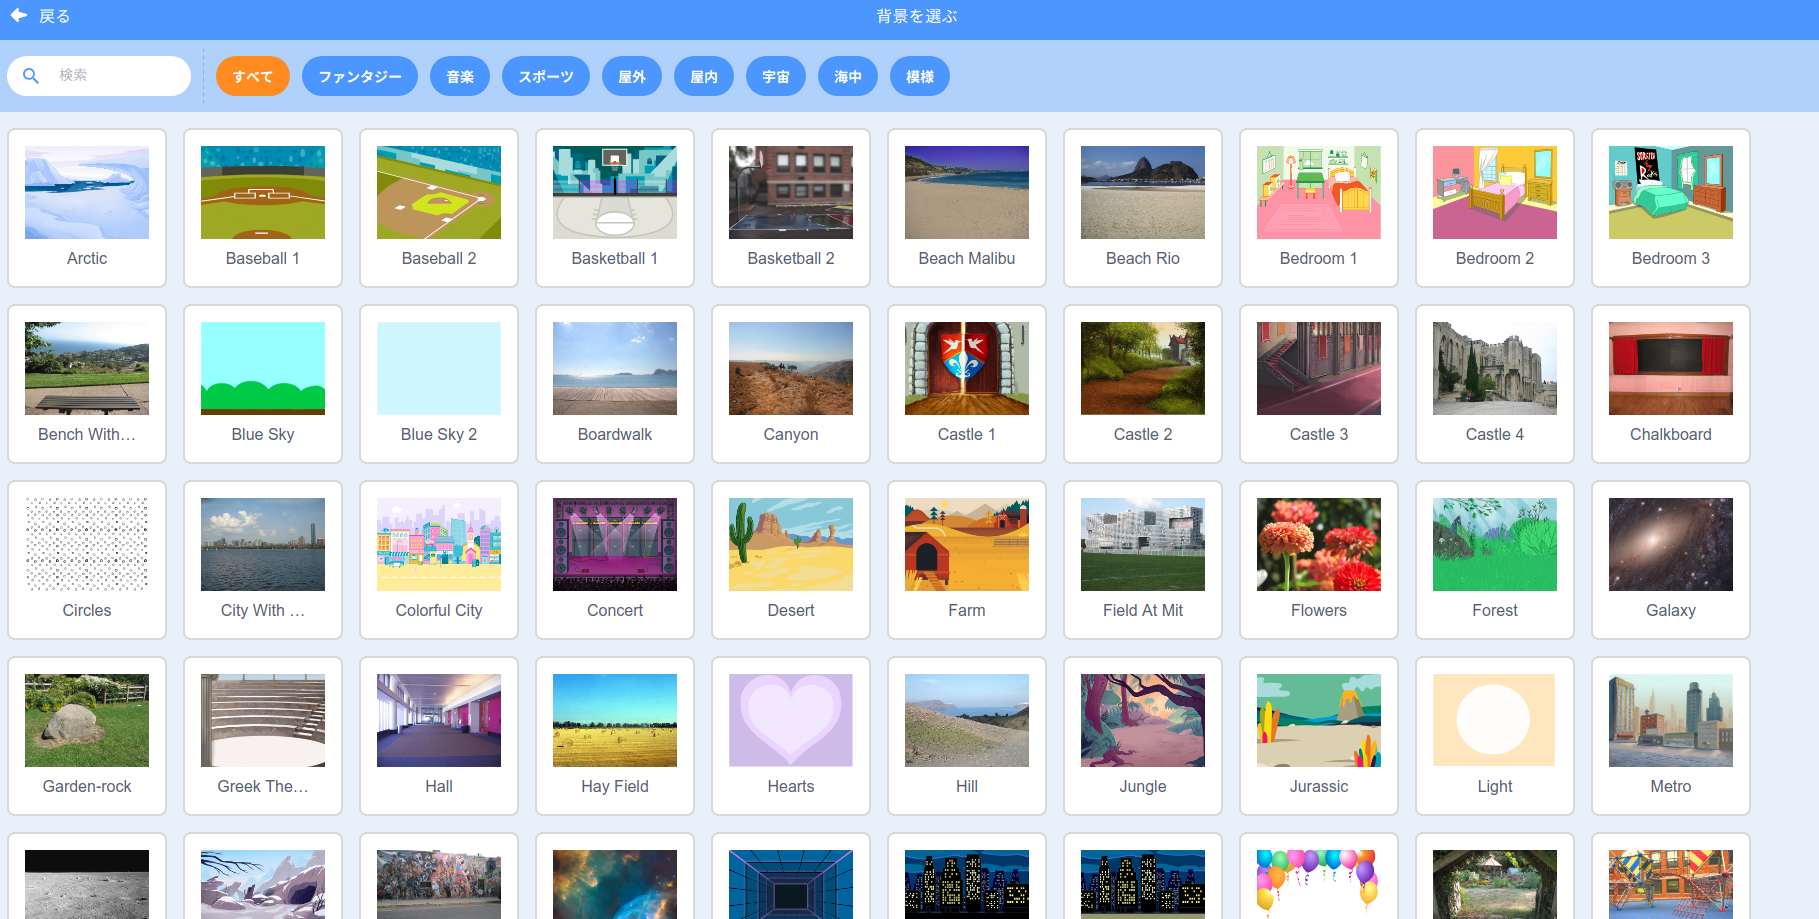 戻る
背景を選ぶ
検索
すべて
ファンタジー
音楽
スポーツ
屋外
屋内
宇宙
海中
模様
Arctic
Baseball 1
Baseball 2
Basketball 1
Basketball 2
Beach Malibu
Beach Rio
Bedroom 1
Bedroom 2
Bedroom 3
Bench With…
Blue Sky
Blue Sky 2
Boardwalk
Canyon
Castle 1
Castle 2
Castle 3
Castle 4
Chalkboard
Circles
City With …
Colorful City
Concert
Desert
Farm
Field At Mit
Flowers
Forest
Galaxy
Garden-rock
Greek The…
Hall
Hay Field
Hearts
Hill
Jungle
Jurassic
Light
Metro